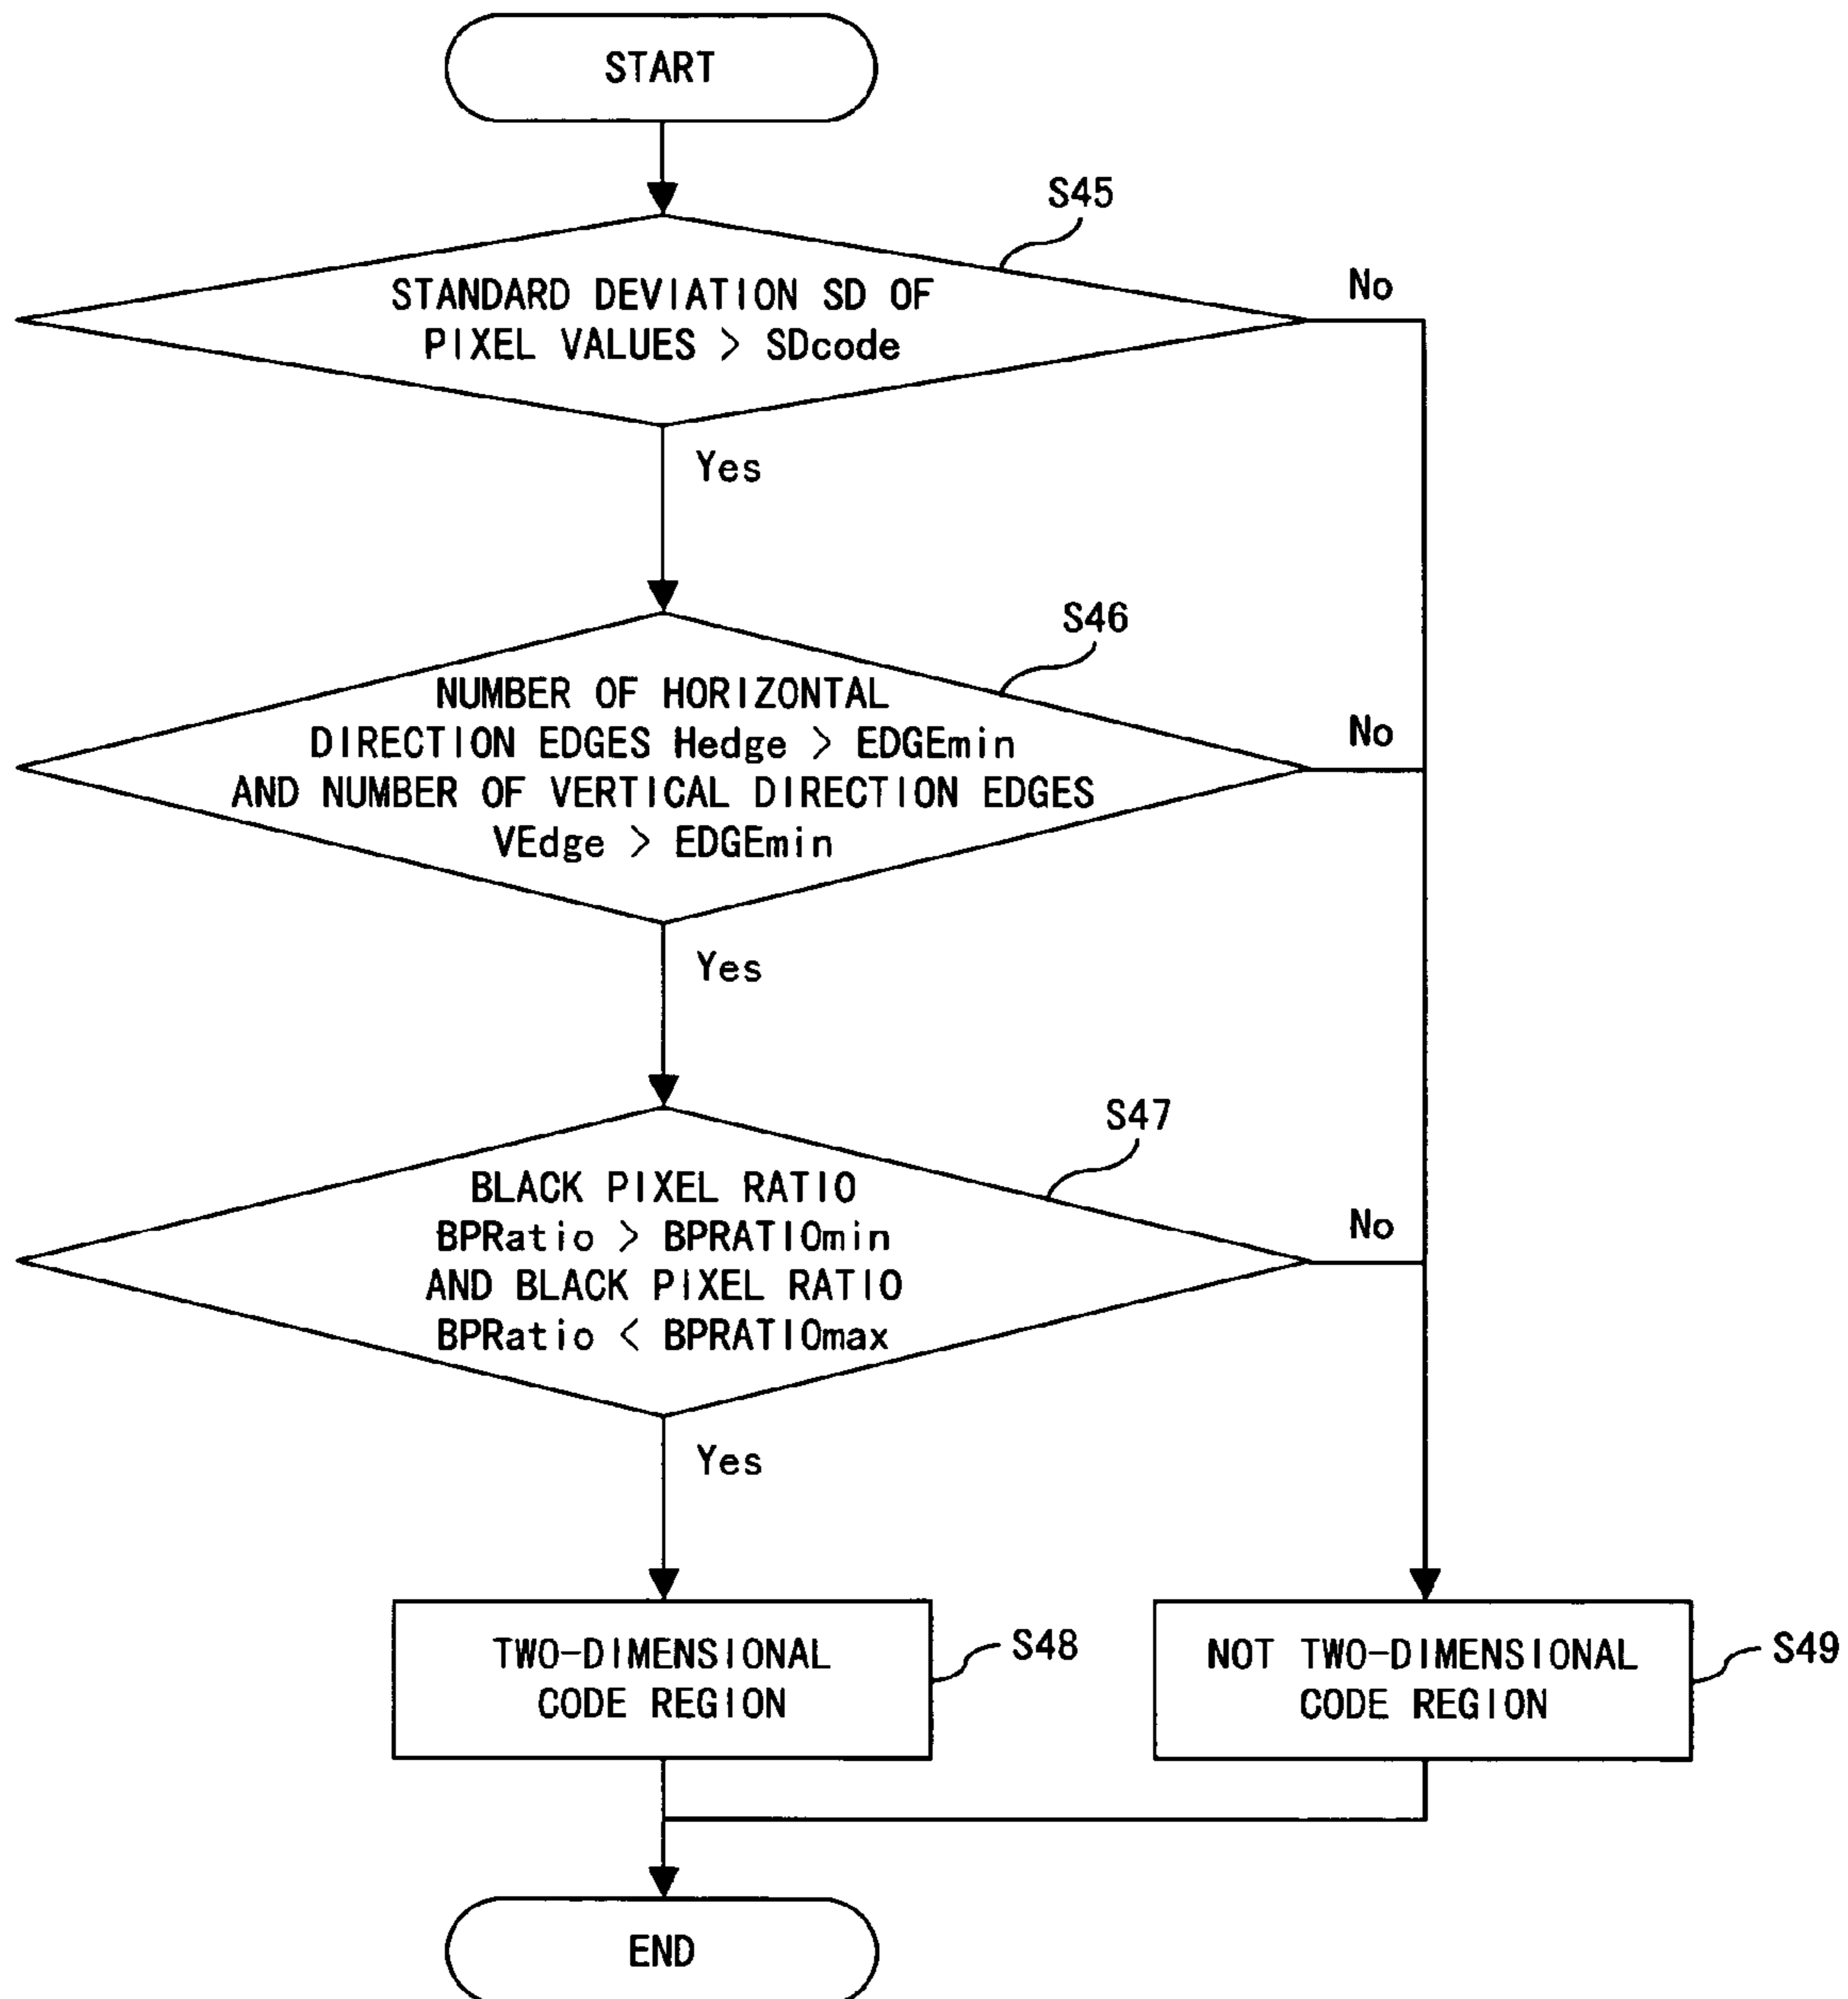 START
S45
STANDARD DEVIATION SD OF
PIXEL VALUES > SDcode
No
Yes
S46
NUMBER OF HORIZONTAL
DIRECTION EDGES Hedge > EDGEmin
AND NUMBER OF VERTICAL DIRECTION EDGES
VEdge > EDGEmin
No
Yes
S47
BLACK PIXEL RATIO
BPRatio > BPRATIOmin
AND BLACK PIXEL RATIO
BPRatio < BPRATIOmax
No
Yes
TWO-DIMENSIONAL
CODE REGION
S48
NOT TWO-DIMENSIONAL
CODE REGION
S49
END